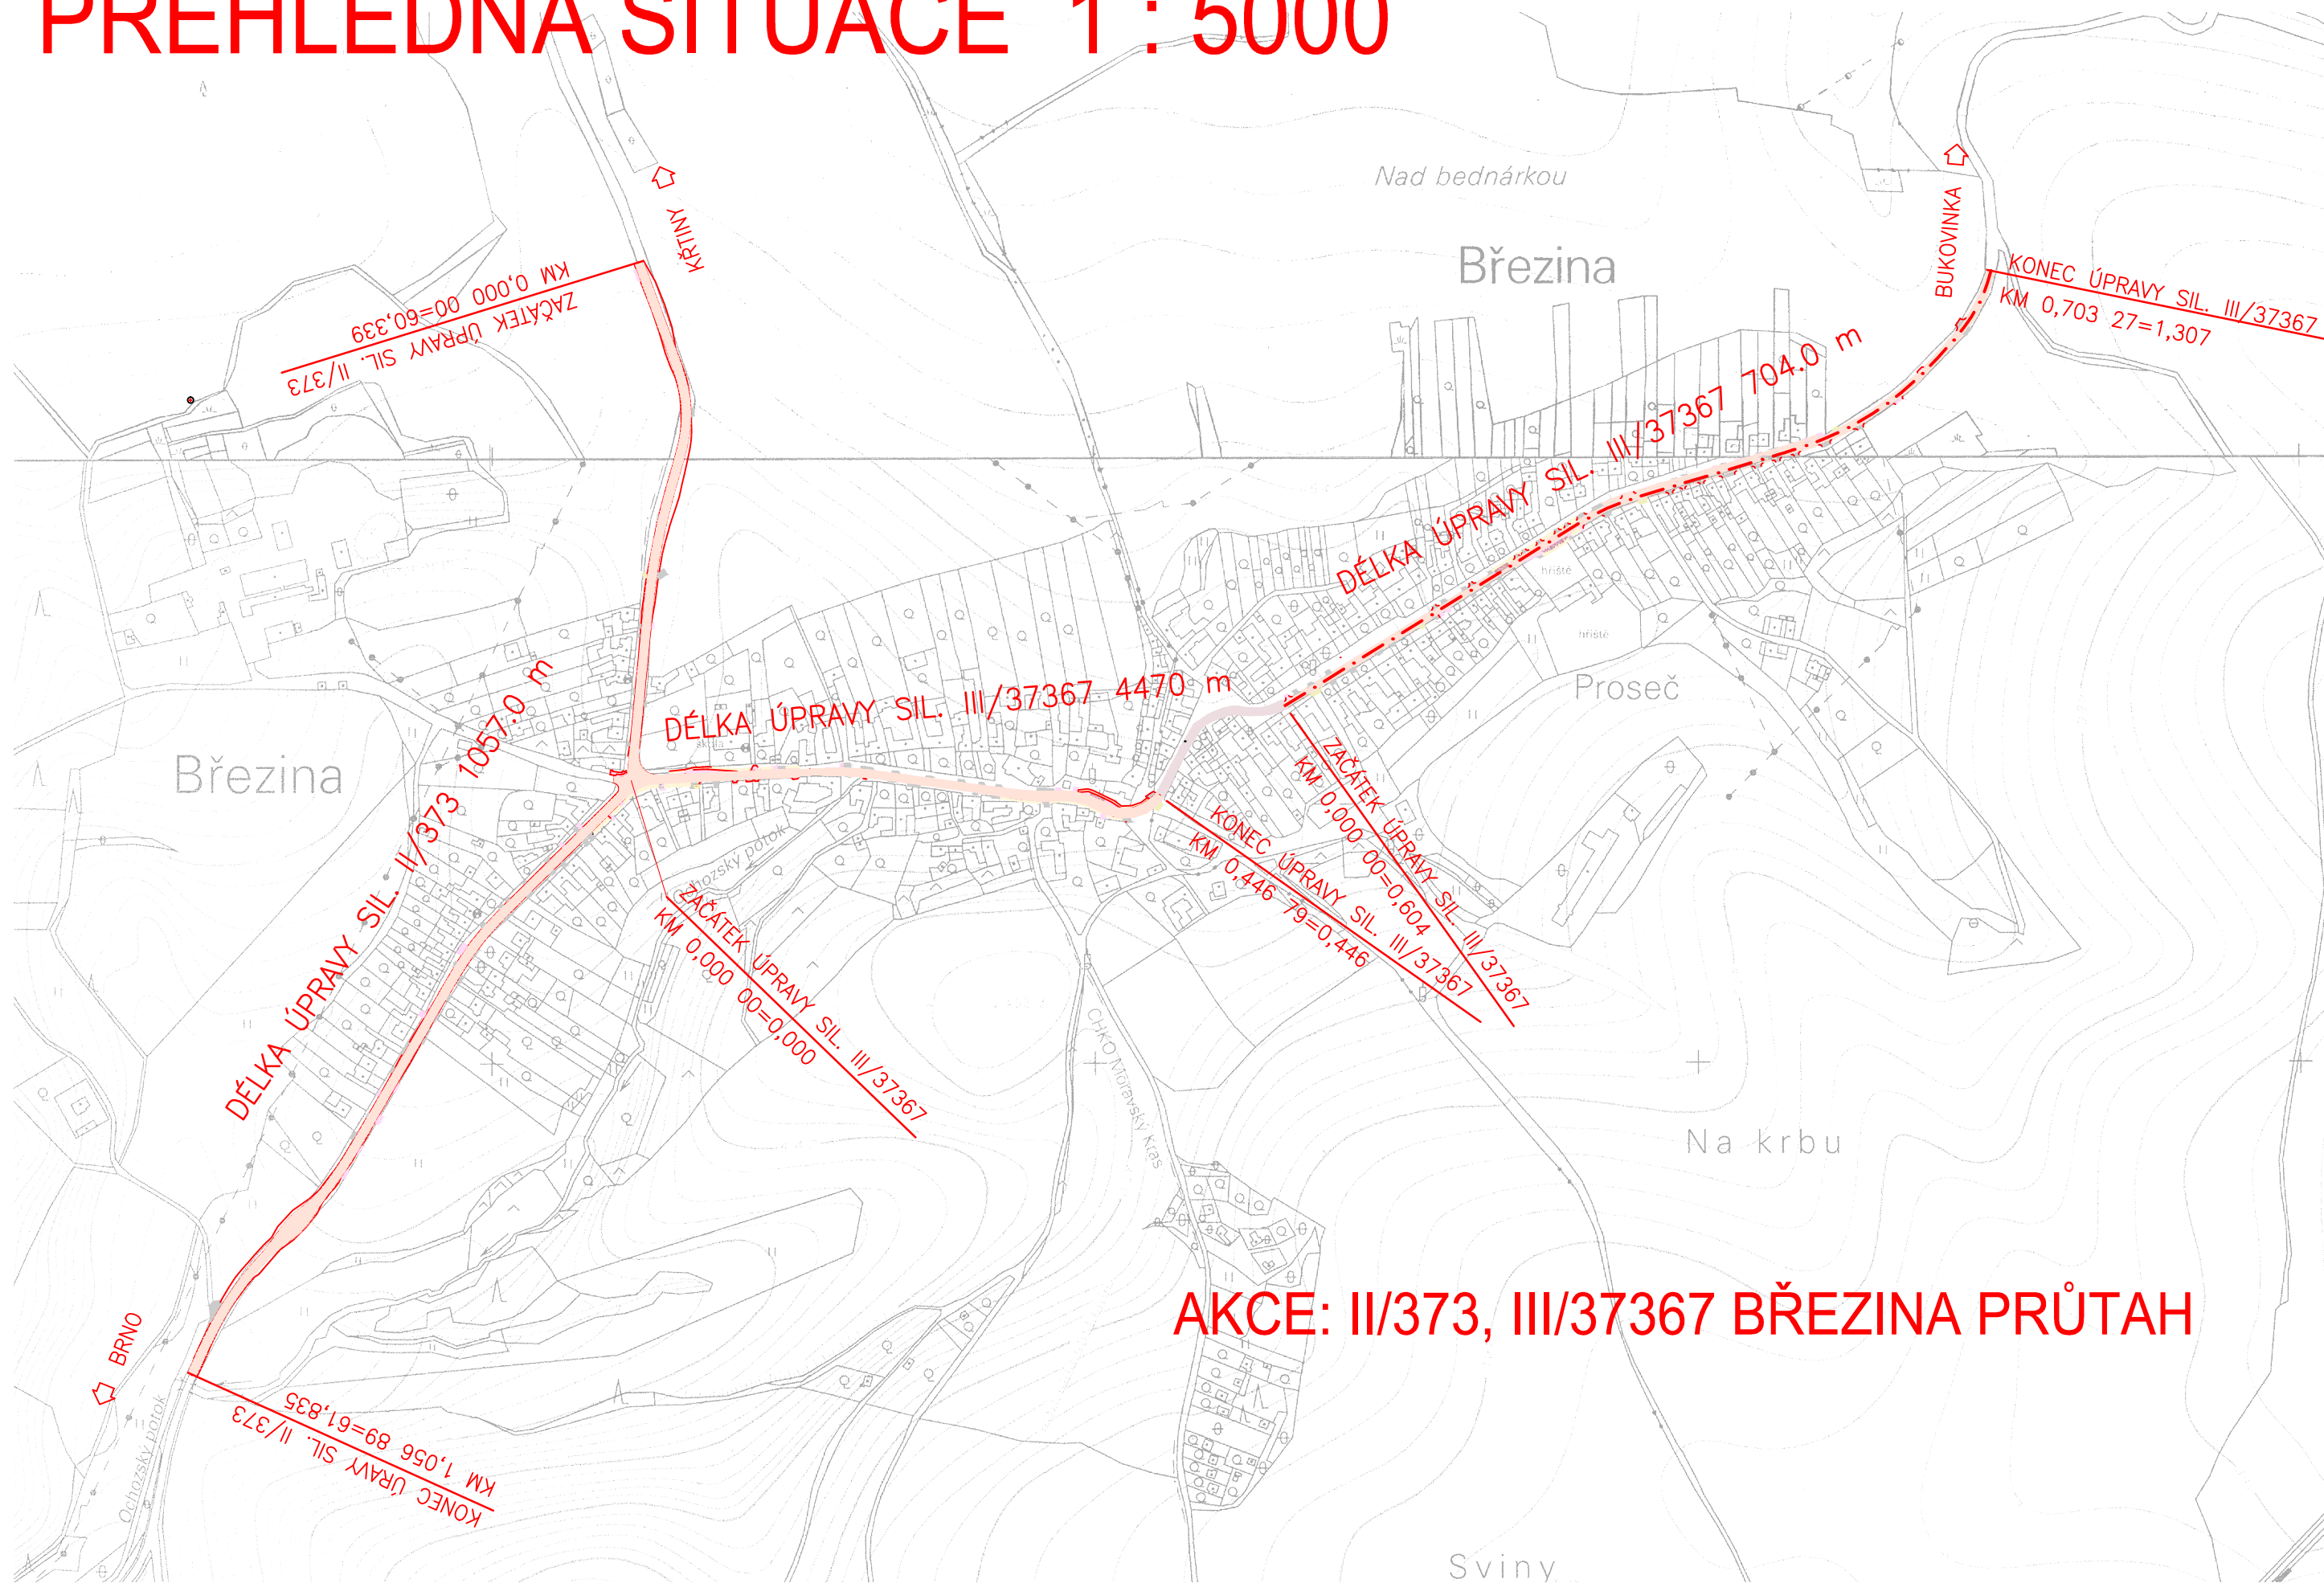 PŘEHLEDNÁ SITUACE 1 : 5000
Nad bednárkou
Březina
KŘTINY
BUKOVINKA
KM 0,000 00=60,339
ZAČÁTEK ÚPRAVY SIL. II/373
KONEC ÚPRAVY SIL. III/37367
KM 0,703 27=1,307
DÉLKA ÚPRAVY SIL. III/37367 704.0 m
hřiště
hřiště
Proseč
DÉLKA ÚPRAVY SIL. III/37367 4470 m
škola
Březina
DÉLKA ÚPRAVY SIL. II/373 1057.0 m
Ochozský potok
ZAČÁTEK ÚPRAVY SIL. III/37367
KM 0,000 00=0,604
KONEC ÚPRAVY SIL. III/37367
KM 0,446 79=0,446
ZAČÁTEK ÚPRAVY SIL. III/37367
KM 0,000 00=0,000
CHKO Moravský Kras
Na krbu
AKCE: II/373, III/37367 BŘEZINA PRŮTAH
BRNO
Ochozský potok
KM 1,056 89=61,835
KONEC ÚRAVY SIL. II/373
Sviny